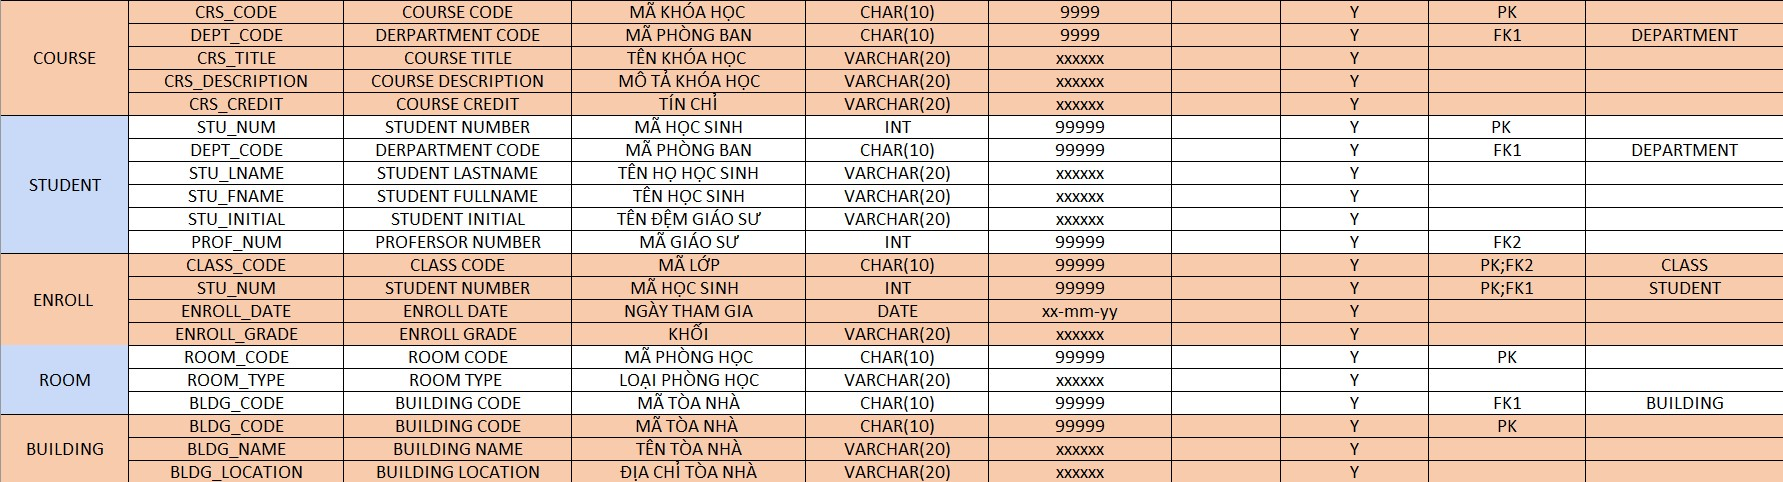 COURSE
CRS_CODE COURSE CODE MÃ KHÓA HỌC CHAR(10) 9999 Y PK
DEPT_CODE DERPARTMENT CODE MÃ PHÒNG BAN CHAR(10) 9999 Y FK1 DEPARTMENT
CRS_TITLE COURSE TITLE TÊN KHÓA HỌC VARCHAR(20) xxxxxx Y
CRS_DESCRIPTION COURSE DESCRIPTION MÔ TẢ KHÓA HỌC VARCHAR(20) xxxxxx Y
CRS_CREDIT COURSE CREDIT TÍN CHỈ VARCHAR(20) xxxxxx Y
STUDENT
STU_NUM STUDENT NUMBER MÃ HỌC SINH INT 99999 Y PK
DEPT_CODE DERPARTMENT CODE MÃ PHÒNG BAN CHAR(10) 99999 Y FK1 DEPARTMENT
STU_LNAME STUDENT LASTNAME TÊN HỌ HỌC SINH VARCHAR(20) xxxxxx Y
STU_FNAME STUDENT FULLNAME TÊN HỌC SINH VARCHAR(20) xxxxxx Y
STU_INITIAL STUDENT INITIAL TÊN ĐỆM GIÁO SƯ VARCHAR(20) xxxxxx Y
PROF_NUM PROFERSOR NUMBER MÃ GIÁO SƯ INT 99999 Y FK2
ENROLL
CLASS_CODE CLASS CODE MÃ LỚP CHAR(10) 99999 Y PK;FK2 CLASS
STU_NUM STUDENT NUMBER MÃ HỌC SINH INT 99999 Y PK;FK1 STUDENT
ENROLL_DATE ENROLL DATE NGÀY THAM GIA DATE xx-mm-yy Y
ENROLL_GRADE ENROLL GRADE KHỐI VARCHAR(20) xxxxxx Y
ROOM
ROOM_CODE ROOM CODE MÃ PHÒNG HỌC CHAR(10) 99999 Y PK
ROOM_TYPE ROOM TYPE LOẠI PHÒNG HỌC VARCHAR(20) xxxxxx Y
BLDG_CODE BUILDING CODE MÃ TÒA NHÀ CHAR(10) 99999 Y FK1 BUILDING
BUILDING
BLDG_CODE BUILDING CODE MÃ TÒA NHÀ CHAR(10) 99999 Y PK
BLDG_NAME BUILDING NAME TÊN TÒA NHÀ VARCHAR(20) xxxxxx Y
BLDG_LOCATION BUILDING LOCATION ĐỊA CHỈ TÒA NHÀ VARCHAR(20) xxxxxx Y